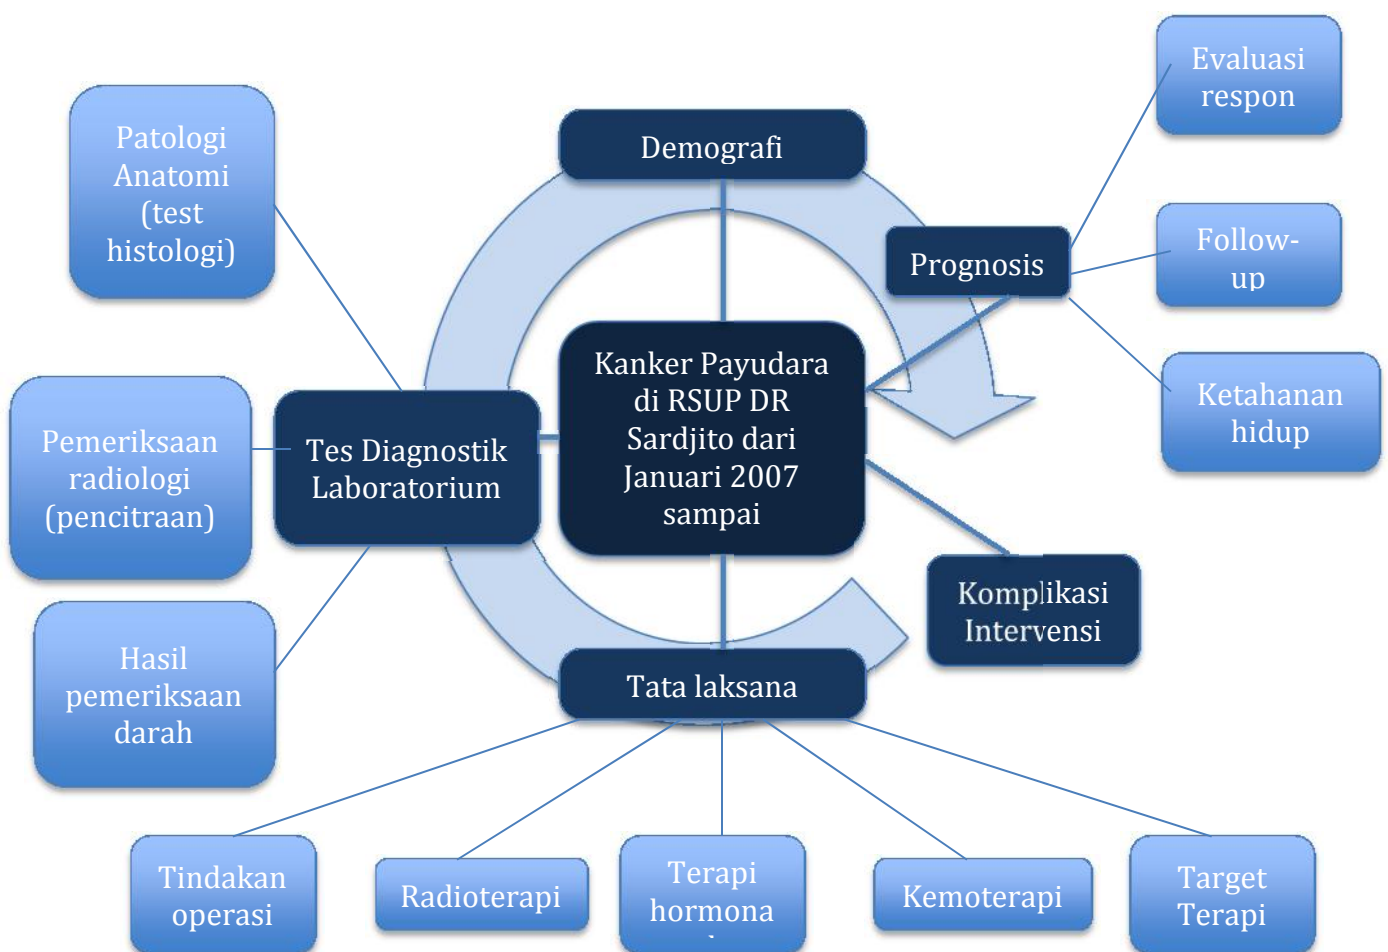 Evaluasi
respon
Patologi
Anatomi
(test
histologi)
Demografi
Follow-
up
Prognosis
Kanker Payudara
di RSUP DR
Sardjito dari
Januari 2007
sampai
Ketahanan
hidup
Pemeriksaan
radiologi
(pencitraan)
Tes Diagnostik
Laboratorium
Komplikasi
Intervensi
Hasil
pemeriksaan
darah
Tata laksana
Tindakan
operasi
Radioterapi
Terapi
hormona
Kemoterapi
Target
Terapi